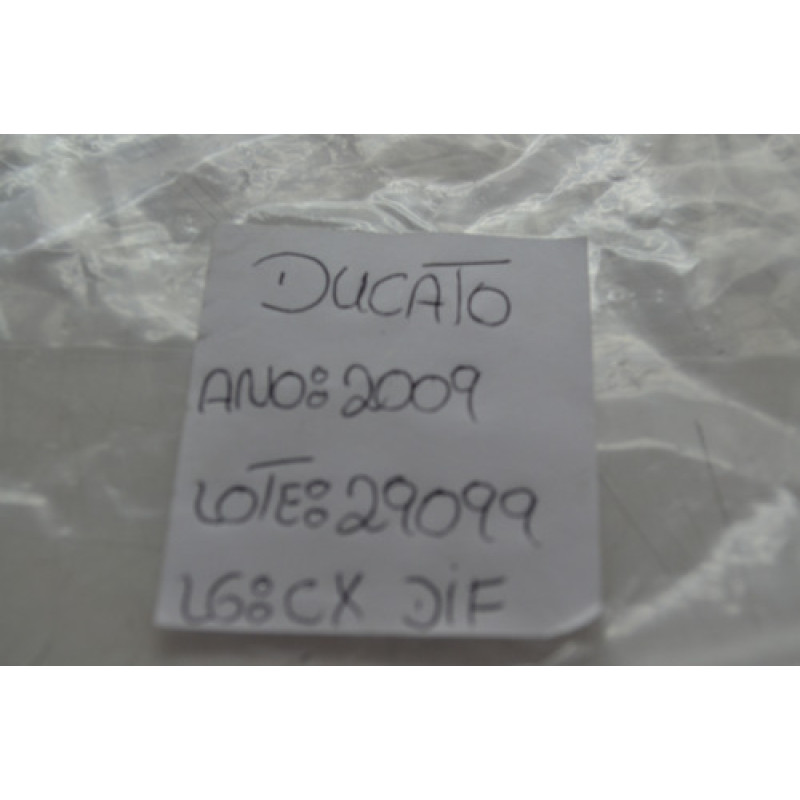 DUCATO
ANO: 2009
LOTE: 29099
LG: CX DIF